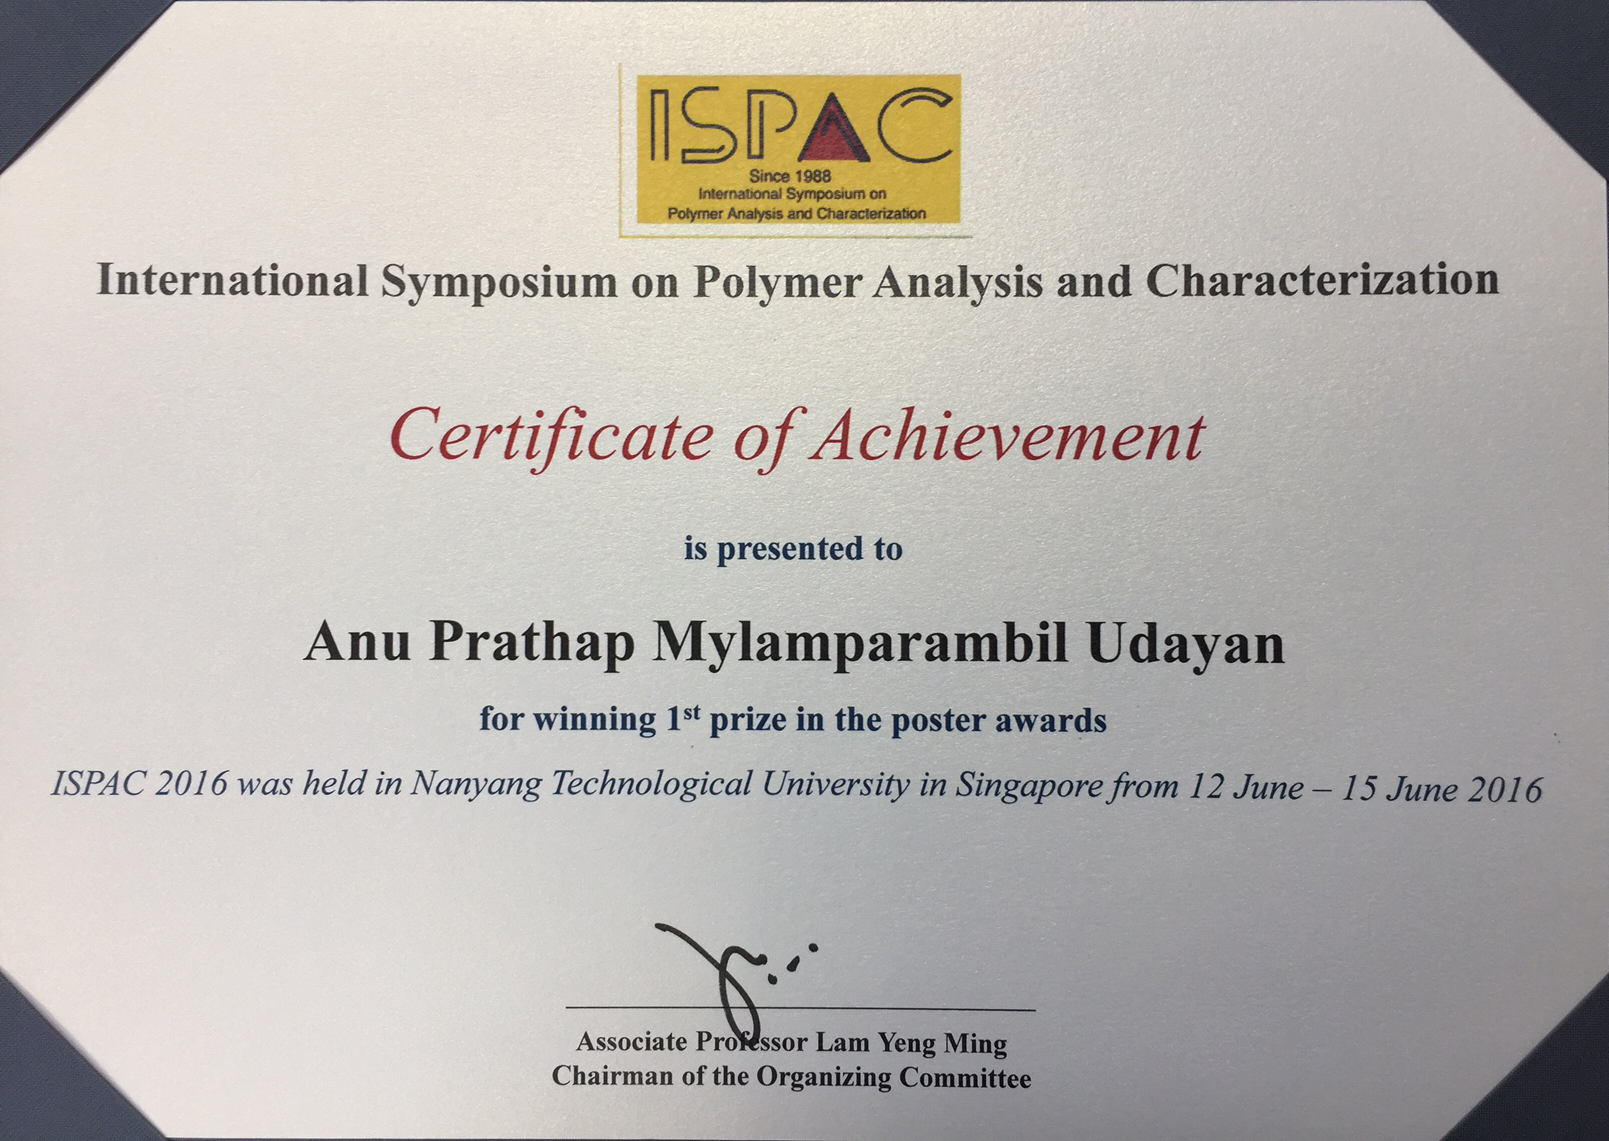 ISPAC
Since 1988
International Symposium on
Polymer Analysis and Characterization
International Symposium on Polymer Analysis and Characterization
Certificate of Achievement
is presented to
Anu Prathap Mylamparambil Udayan
for winning 1st prize in the poster awards
ISPAC 2016 was held in Nanyang Technological University in Singapore from 12 June – 15 June 2016
Associate Professor Lam Yeng Ming
Chairman of the Organizing Committee